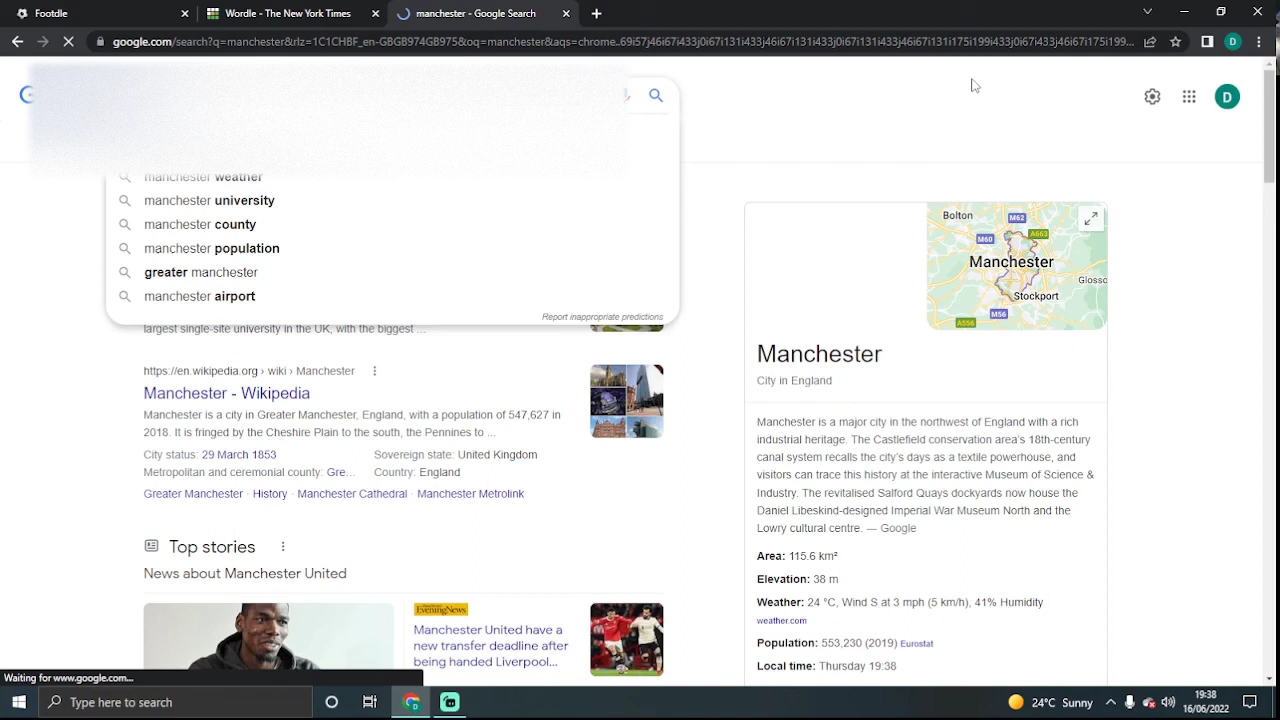 Footdle
Wordle - The New York Times
manchester - Google Search
google.com/search?q=manchester&rlz=1C1CHBF_en-GBGB974GB975&oq=manchester&aqs=chrome..69i57j46i67i433j0i67i131i433j46i67i131i433j46i67i433j0i67i433j46i67i131i175i199i433j0i67i433j46i67i175i199...
D
D
manchester weather
manchester university
manchester county
manchester population
greater manchester
manchester airport
Report inappropriate predictions
largest single-site university in the UK, with the biggest ...
https://en.wikipedia.org › wiki › Manchester
Manchester - Wikipedia
Manchester is a city in Greater Manchester, England, with a population of 547,627 in
2018. It is fringed by the Cheshire Plain to the south, the Pennines to ...
City status: 29 March 1853
Sovereign state: United Kingdom
Metropolitan and ceremonial county: Gre...
Country: England
Greater Manchester · History · Manchester Cathedral · Manchester Metrolink
Top stories
News about Manchester United
Evening News
Manchester United have a
new transfer deadline after
being handed Liverpool...
Bolton
M62
M60
A663
Manchester
Glosso
Stockport
M56
A556
Manchester
City in England
Manchester is a major city in the northwest of England with a rich
industrial heritage. The Castlefield conservation area's 18th-century
canal system recalls the city's days as a textile powerhouse, and
visitors can trace this history at the interactive Museum of Science &
Industry. The revitalised Salford Quays dockyards now house the
Daniel Libeskind-designed Imperial War Museum North and the
Lowry cultural centre. — Google
Area: 115.6 km²
Elevation: 38 m
Weather: 24 °C, Wind S at 3 mph (5 km/h), 41% Humidity
weather.com
Population: 553,230 (2019) Eurostat
Local time: Thursday 19:38
Waiting for www.google.com...
Type here to search
D
24°C Sunny
19:38
16/06/2022